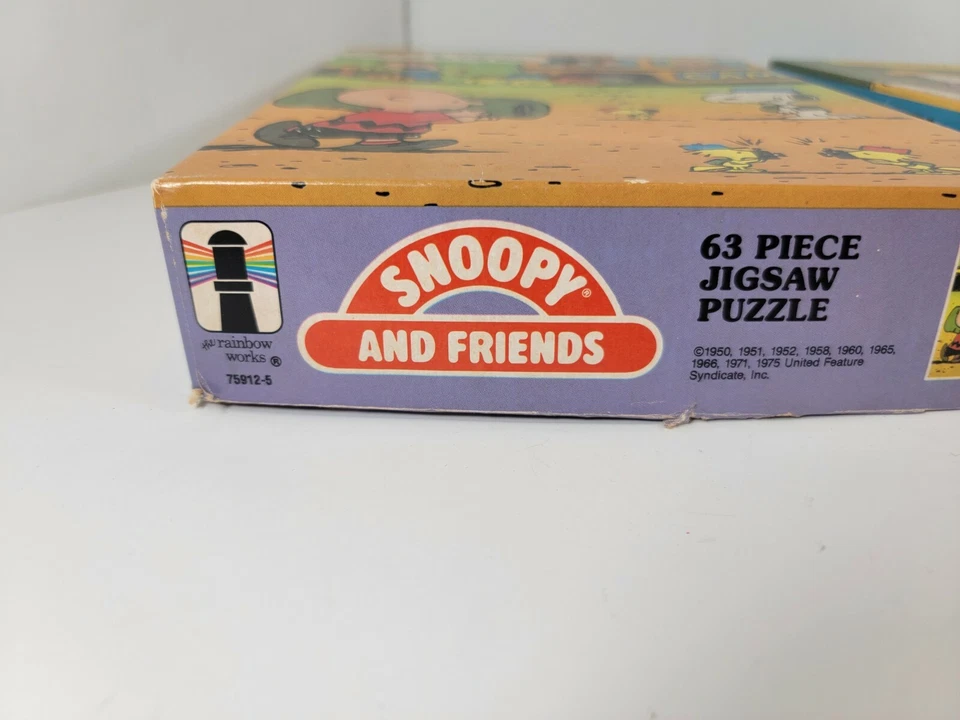 SNOOPY®
AND FRIENDS
rainbow
works ®
75912-5
63 PIECE
JIGSAW
PUZZLE
©1950, 1951, 1952, 1958, 1960, 1965,
1966, 1971, 1975 United Feature
Syndicate, Inc.